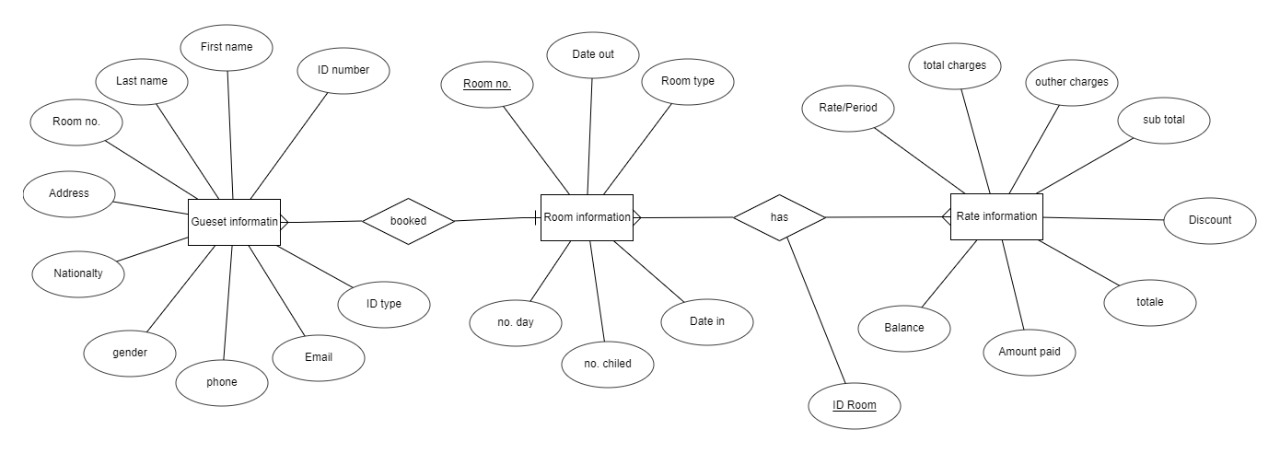 First name
ID number
Last name
Room no.
Address
Nationalty
gender
phone
Email
ID type
Gueset informatin
booked
Date out
Room no.
Room type
Room information
no. day
no. chiled
Date in
has
ID Room
total charges
outher charges
Rate/Period
sub total
Rate information
Discount
totale
Balance
Amount paid